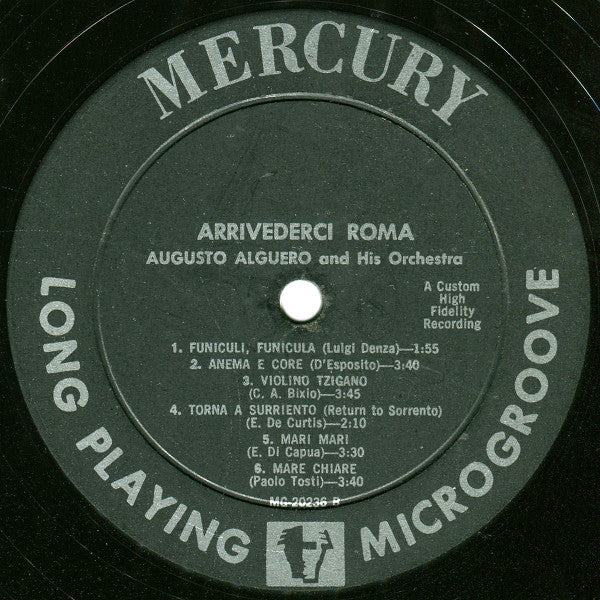 MERCURY
ARRIVEDERCI ROMA
AUGUSTO ALGUERO and His Orchestra
A Custom
High
Fidelity
Recording
1. FUNICULI, FUNICULA (Luigi Denza)—1:55
2. ANEMA E CORE (D'Esposito)—3:40
3. VIOLINO TZIGANO
(C. A. Bixio)—3:45
4. TORNA A SURRIENTO (Return to Sorrento)
(E. De Curtis)—2:10
5. MARI MARI
(E. Di Capua)—3:30
6. MARE CHIARE
(Paolo Tosti)—3:40
MG-20236 B
LONG PLAYING MICROGROOVE